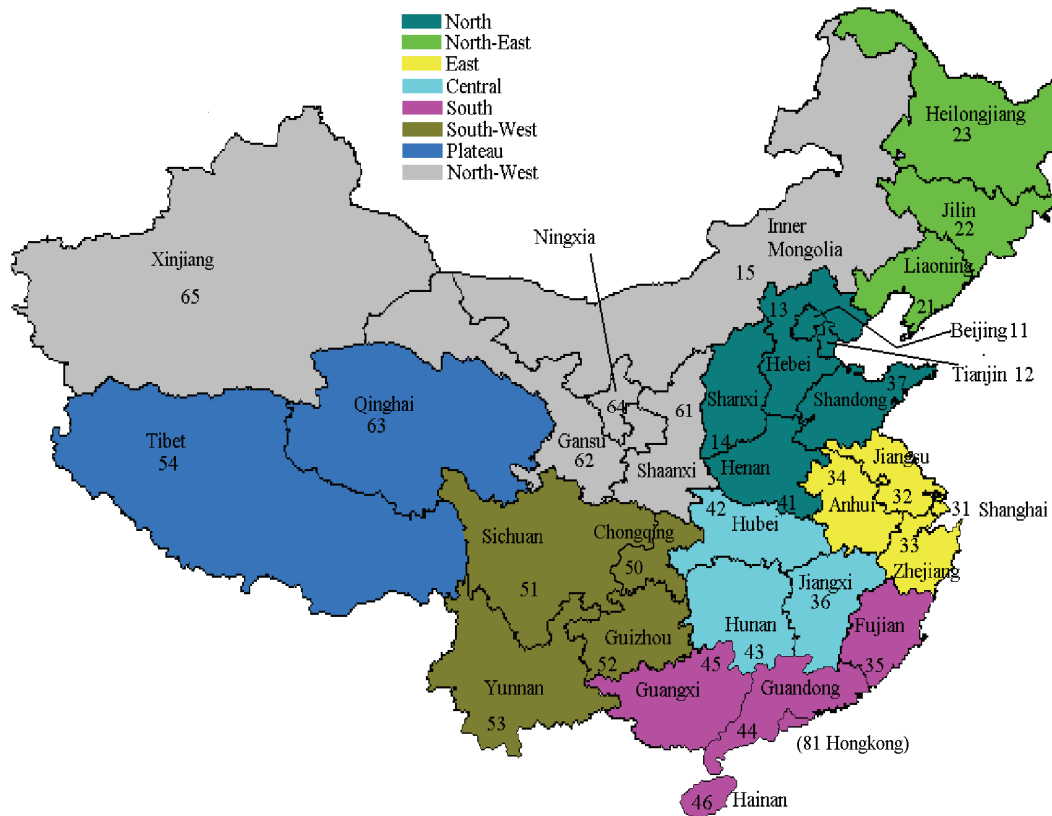 North
North-East
East
Central
South
South-West
Plateau
North-West
Heilongjiang
23
Jilin
22
Liaoning
21
Inner
Mongolia
15
Ningxia
Xinjiang
65
13
Beijing 11
Tianjin 12
Hebei
Shanxi
14
37
Shandong
Qinghai
63
64
61
Gansu
62
Shaanxi
Tibet
54
Henan
41
Jiangsu
34
32
Anhui
31 Shanghai
33
Zhejiang
42
Hubei
Sichuan
51
Chongqing
50
Jiangxi
36
Hunan
43
Fujian
35
Guizhou
52
Yunnan
53
45
Guangxi
Guandong
44
(81 Hongkong)
46
Hainan